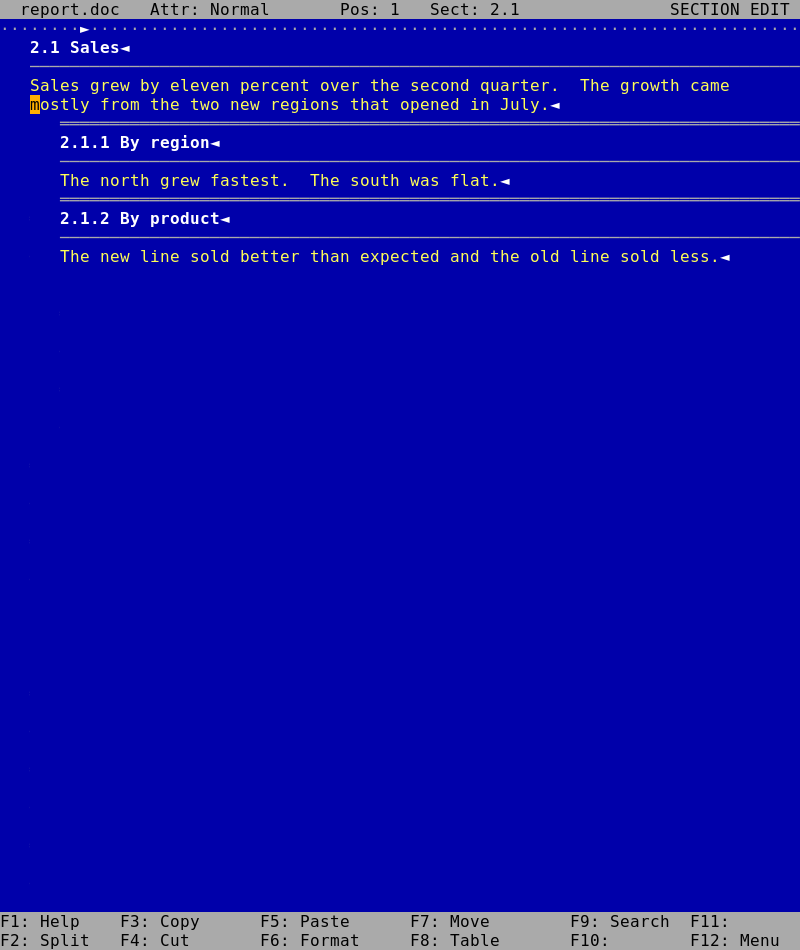 report.doc   Attr: Normal       Pos: 1   Sect: 2.1               SECTION EDIT
2.1 Sales◄
Sales grew by eleven percent over the second quarter.  The growth came
mostly from the two new regions that opened in July.◄
2.1.1 By region◄
The north grew fastest.  The south was flat.◄
2.1.2 By product◄
The new line sold better than expected and the old line sold less.◄
F1: Help    F3: Copy      F5: Paste      F7: Move        F9: Search  F11:
F2: Split   F4: Cut       F6: Format     F8: Table       F10:        F12: Menu